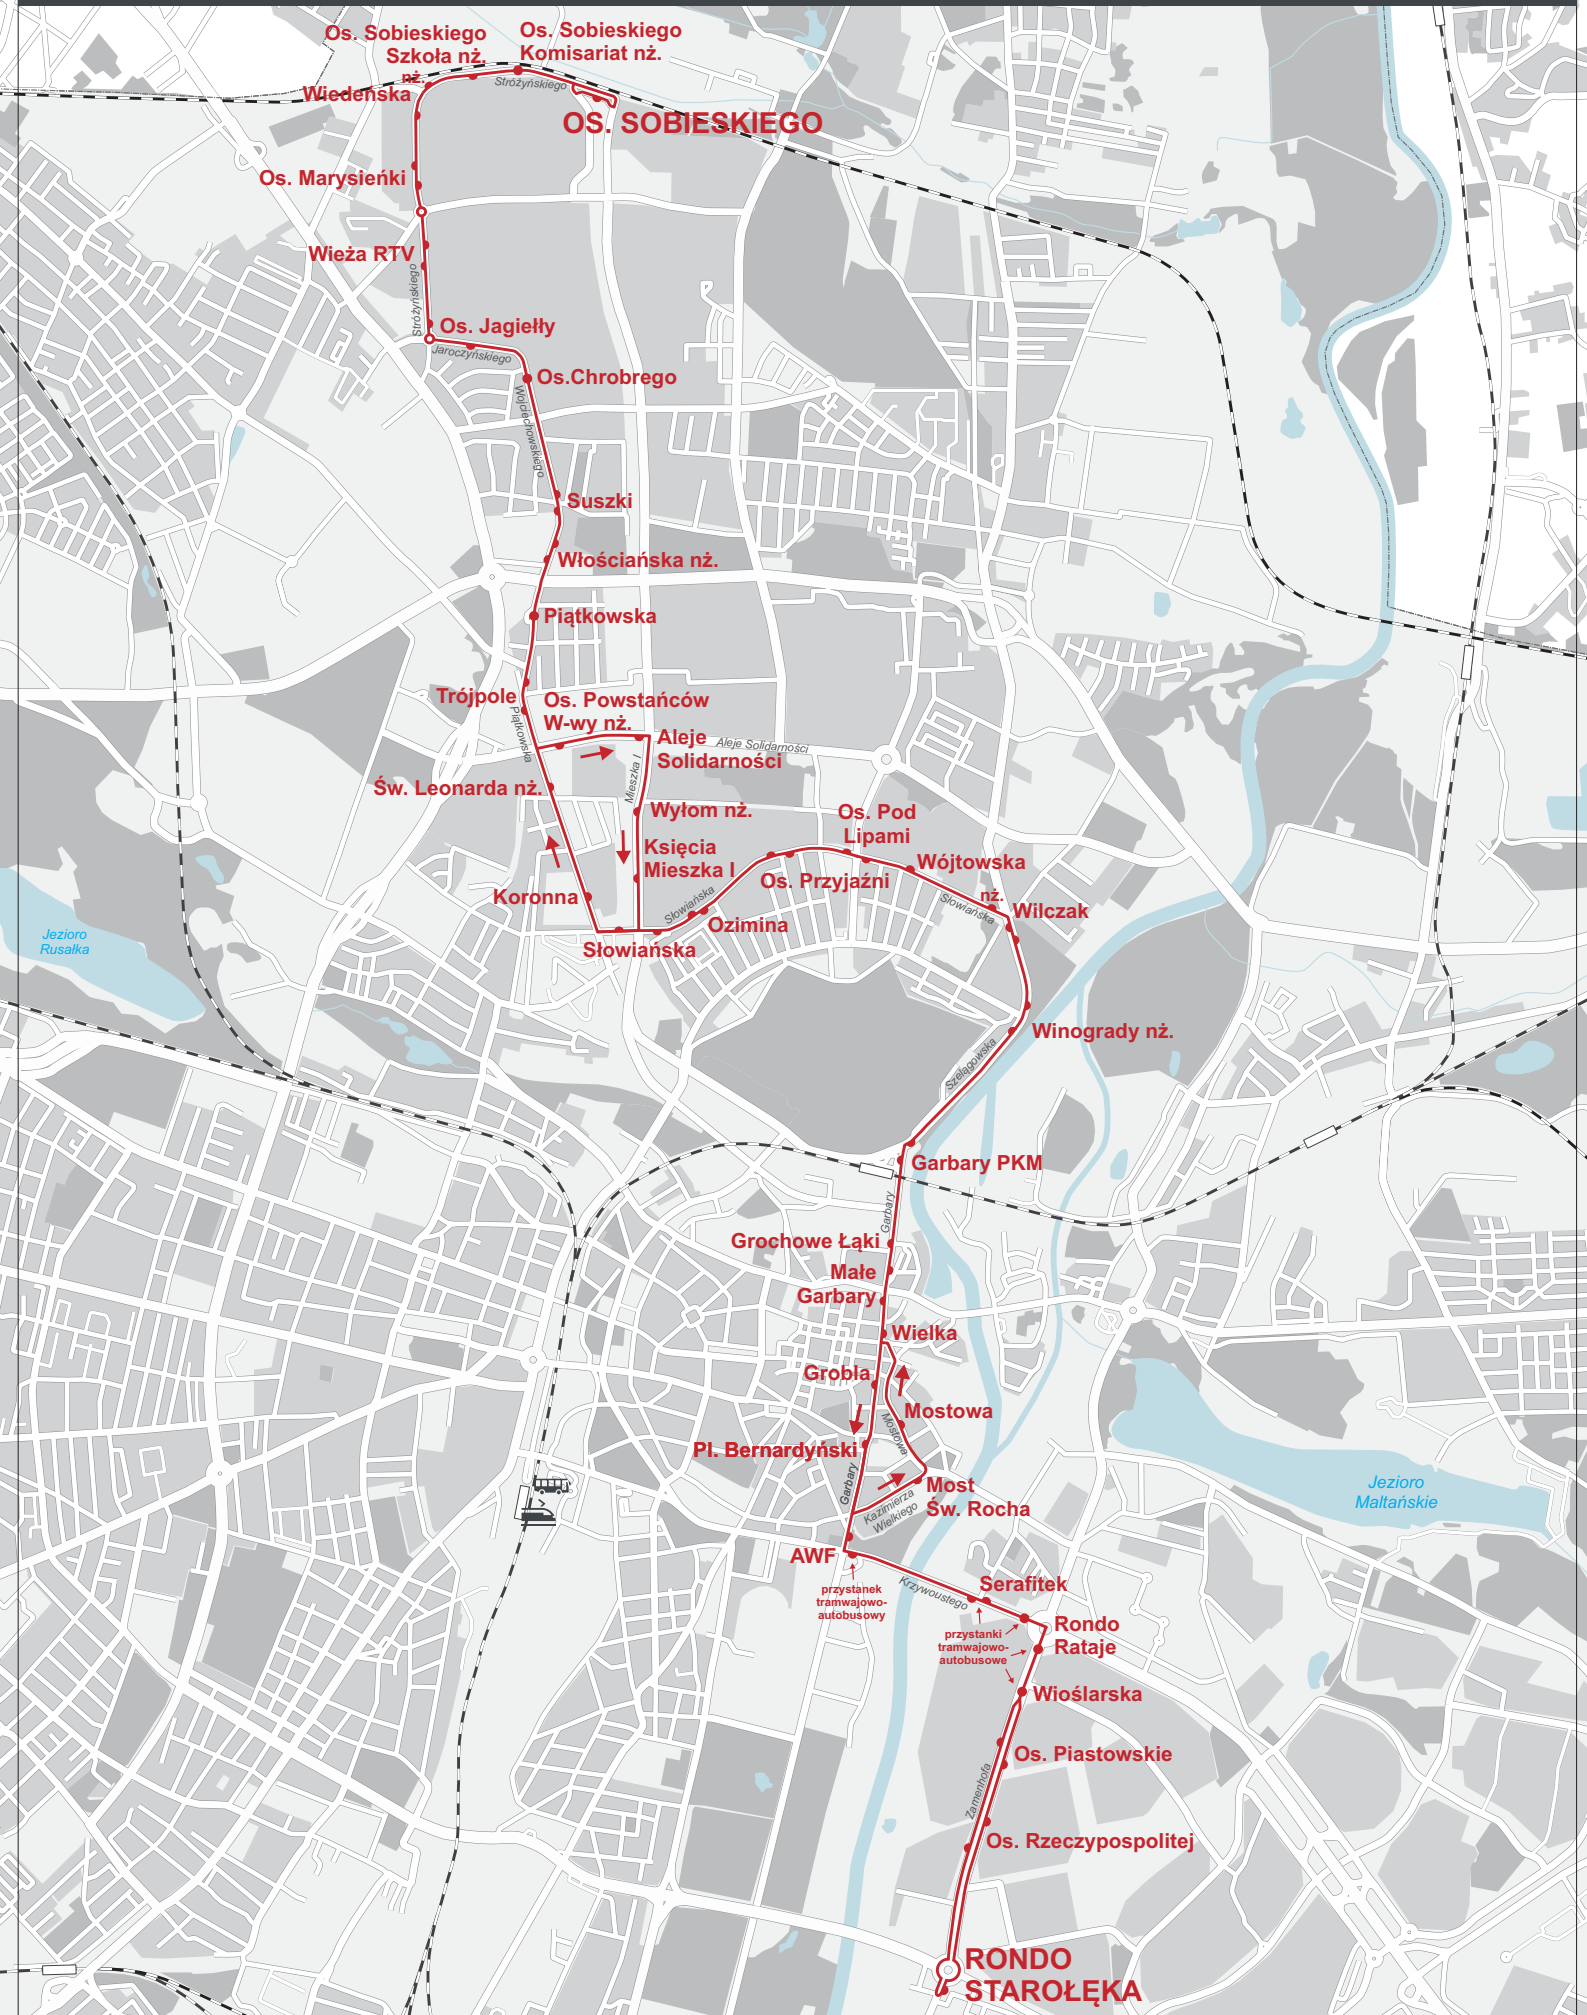 Os. Sobieskiego
Szkoła nż.
Os. Sobieskiego
Komisariat nż.
nż.
Wiedeńska
Stróżyńskiego
OS. SOBIESKIEGO
Os. Marysieńki
Wieża RTV
Stróżyńskiego
Os. Jagiełły
Jaroczyńskiego
Os.Chrobrego
Wojciechowskiego
Suszki
Włościańska nż.
Piątkowska
Trójpole
Os. Powstańców
W-wy nż.
Piątkowska
Aleje
Solidarności
Aleje Solidarności
Mieszka I
Św. Leonarda nż.
Wyłom nż.
Os. Pod
Lipami
Księcia
Mieszka I
Wójtowska
Os. Przyjaźni
Koronna
Słowiańska
nż.
Wilczak
Słowiańska
Ozimina
Słowiańska
Jezioro
Rusałka
Winogrady nż.
Szelągowska
Garbary PKM
Garbary
Grochowe Łąki
Małe
Garbary
Wielka
Grobla
Mostowa
Mostowa
Pl. Bernardyński
Garbary
Most
Św. Rocha
Kazimierza
Wielkiego
Jezioro
Maltańskie
AWF
przystanek
tramwajowo-
autobusowy
Krzywoustego
Serafitek
przystanki
tramwajowo-
autobusowe
Rondo
Rataje
Wioślarska
Os. Piastowskie
Zamenhofa
Os. Rzeczypospolitej
RONDO
STAROŁĘKA